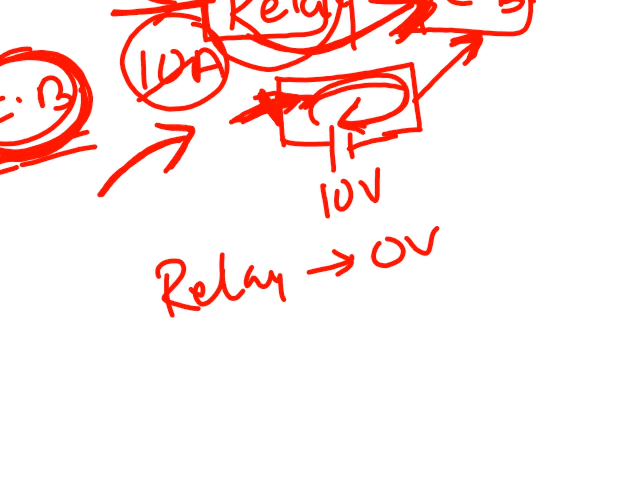 Relay
C.B
10A
10V
Relay → 0V